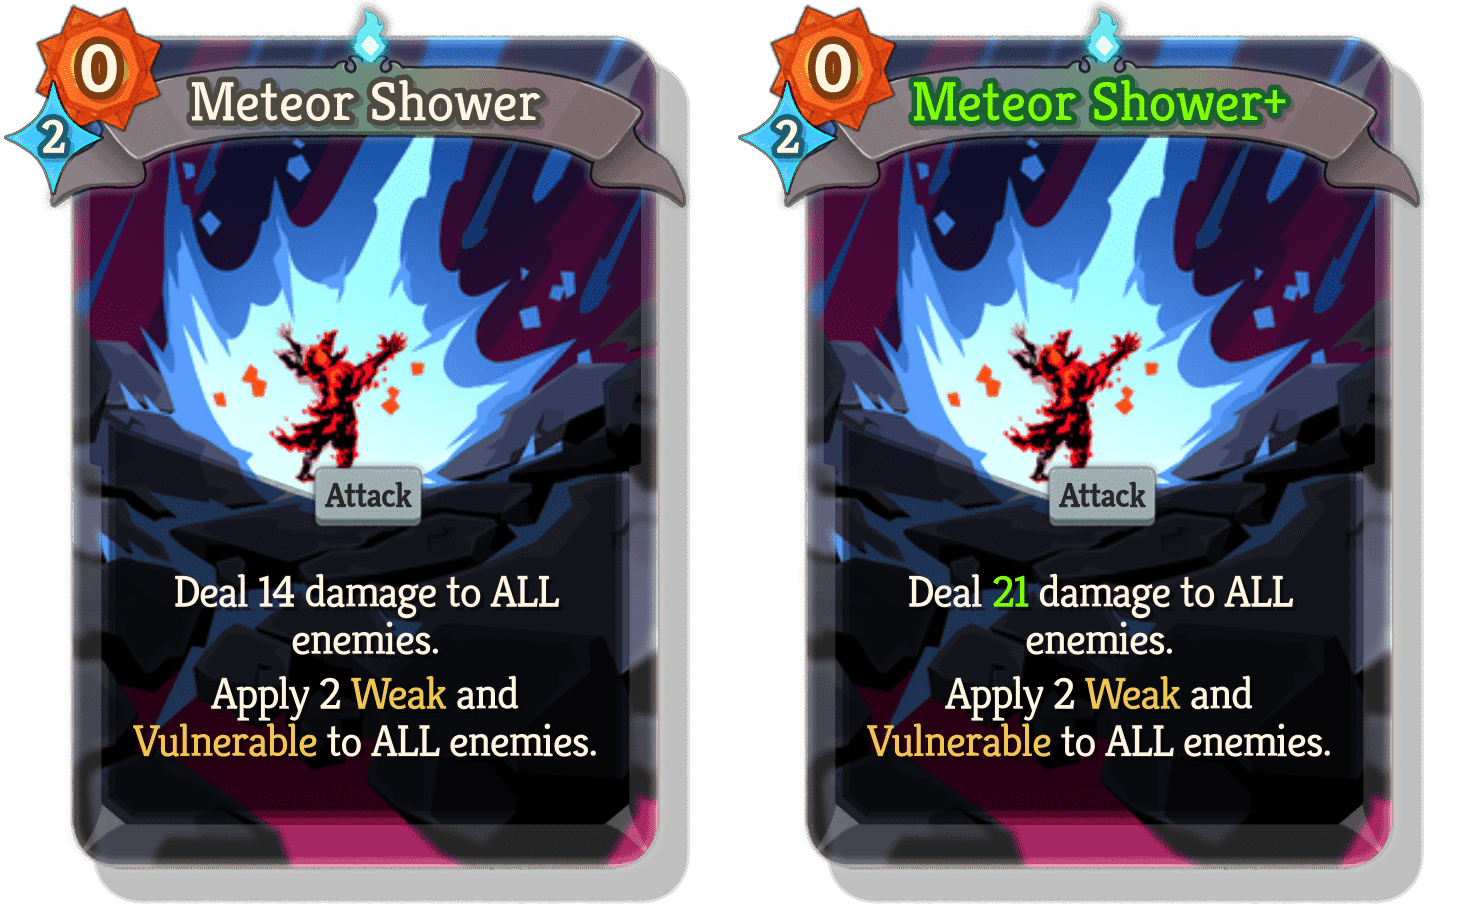 0
2
Meteor Shower
Attack
Deal 14 damage to ALL
enemies.
Apply 2 Weak and
Vulnerable to ALL enemies.
0
2
Meteor Shower+
Attack
Deal 21 damage to ALL
enemies.
Apply 2 Weak and
Vulnerable to ALL enemies.